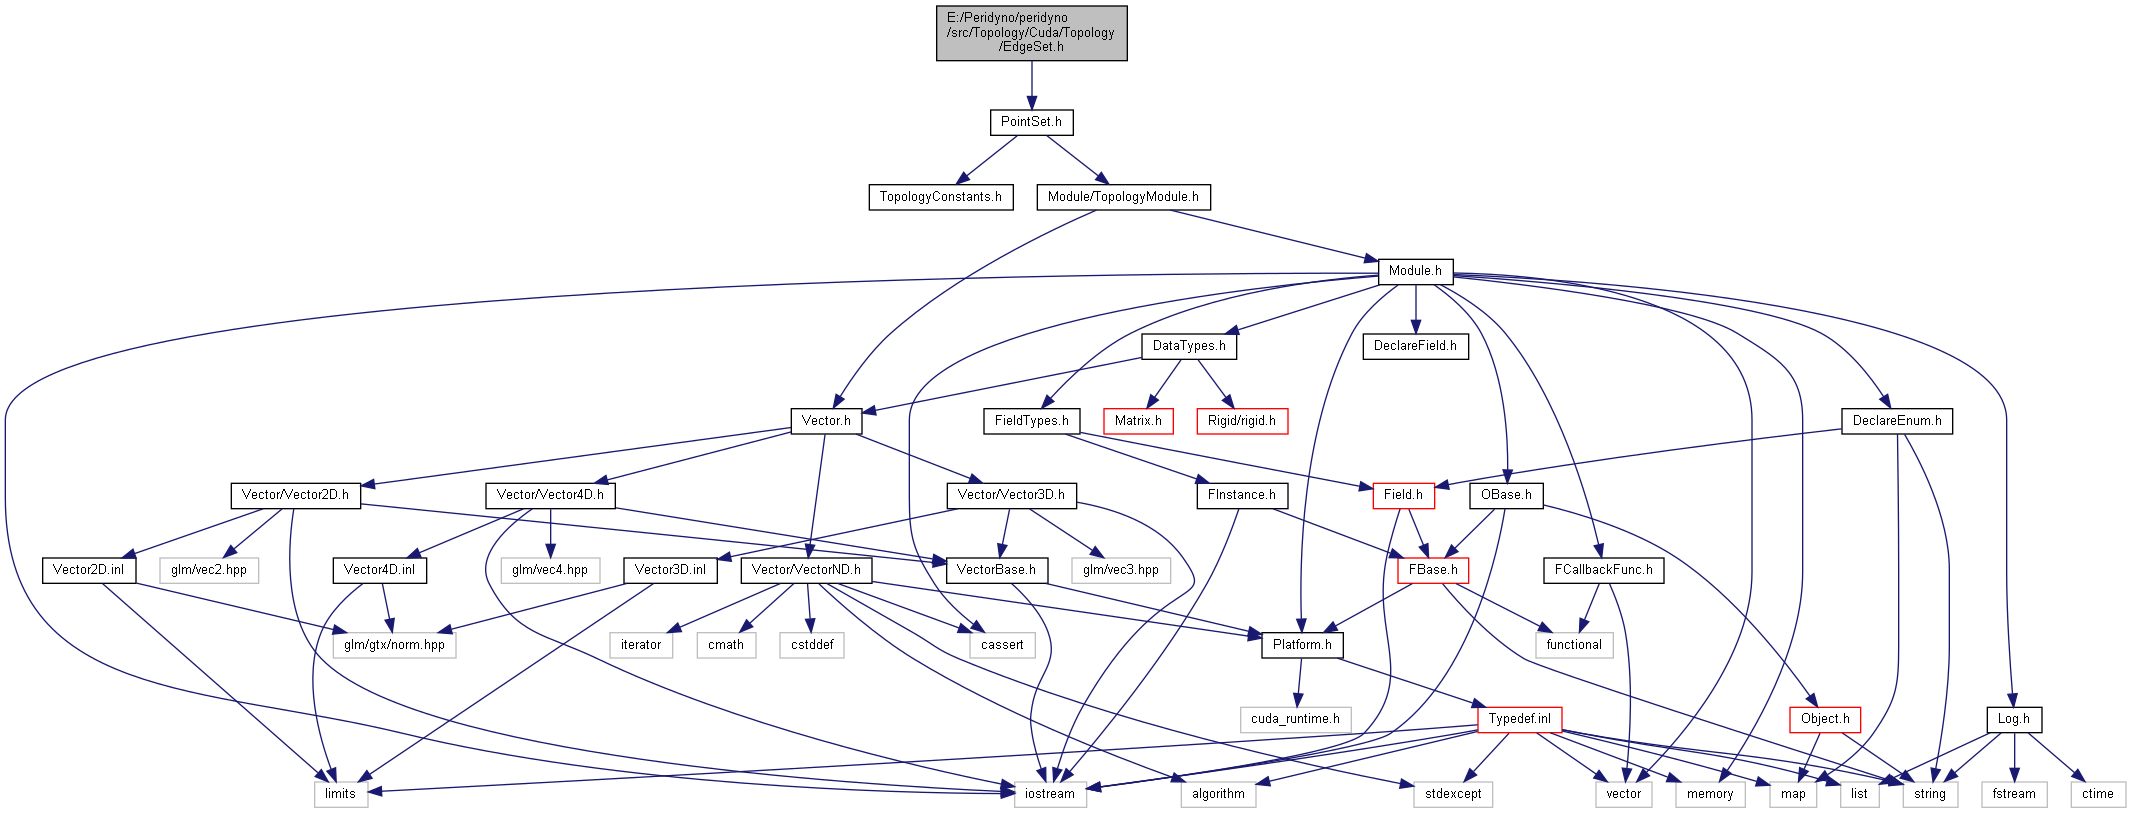 E:/Peridyno/peridyno
/src/Topology/Cuda/Topology
/EdgeSet.h
PointSet.h
TopologyConstants.h
Module/TopologyModule.h
Module.h
DataTypes.h
DeclareField.h
Vector.h
FieldTypes.h
Matrix.h
Rigid/rigid.h
DeclareEnum.h
Vector/Vector2D.h
Vector/Vector4D.h
Vector/Vector3D.h
FInstance.h
Field.h
OBase.h
Vector2D.inl
glm/vec2.hpp
Vector4D.inl
glm/vec4.hpp
Vector3D.inl
Vector/VectorND.h
VectorBase.h
glm/vec3.hpp
FBase.h
FCallbackFunc.h
glm/gtx/norm.hpp
iterator
cmath
cstddef
cassert
Platform.h
functional
cuda_runtime.h
Typedef.inl
Object.h
Log.h
limits
iostream
algorithm
stdexcept
vector
memory
map
list
string
fstream
ctime